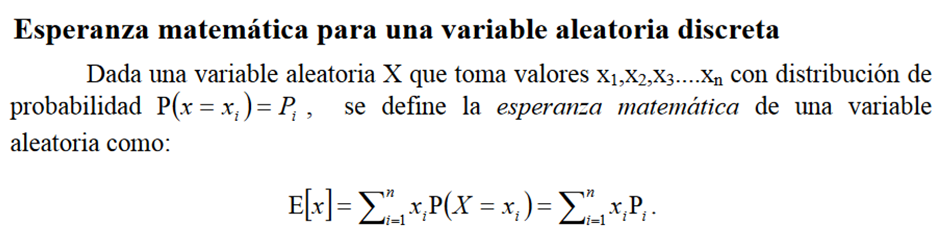 Esperanza matemática para una variable aleatoria discreta
Dada una variable aleatoria X que toma valores x₁,x₂,x₃....xₙ con distribución de
probabilidad P(x = xᵢ) = Pᵢ , se define la esperanza matemática de una variable
aleatoria como:
E[x] = ∑ⁿᵢ₌₁ xᵢP(X = xᵢ) = ∑ⁿᵢ₌₁ xᵢPᵢ .